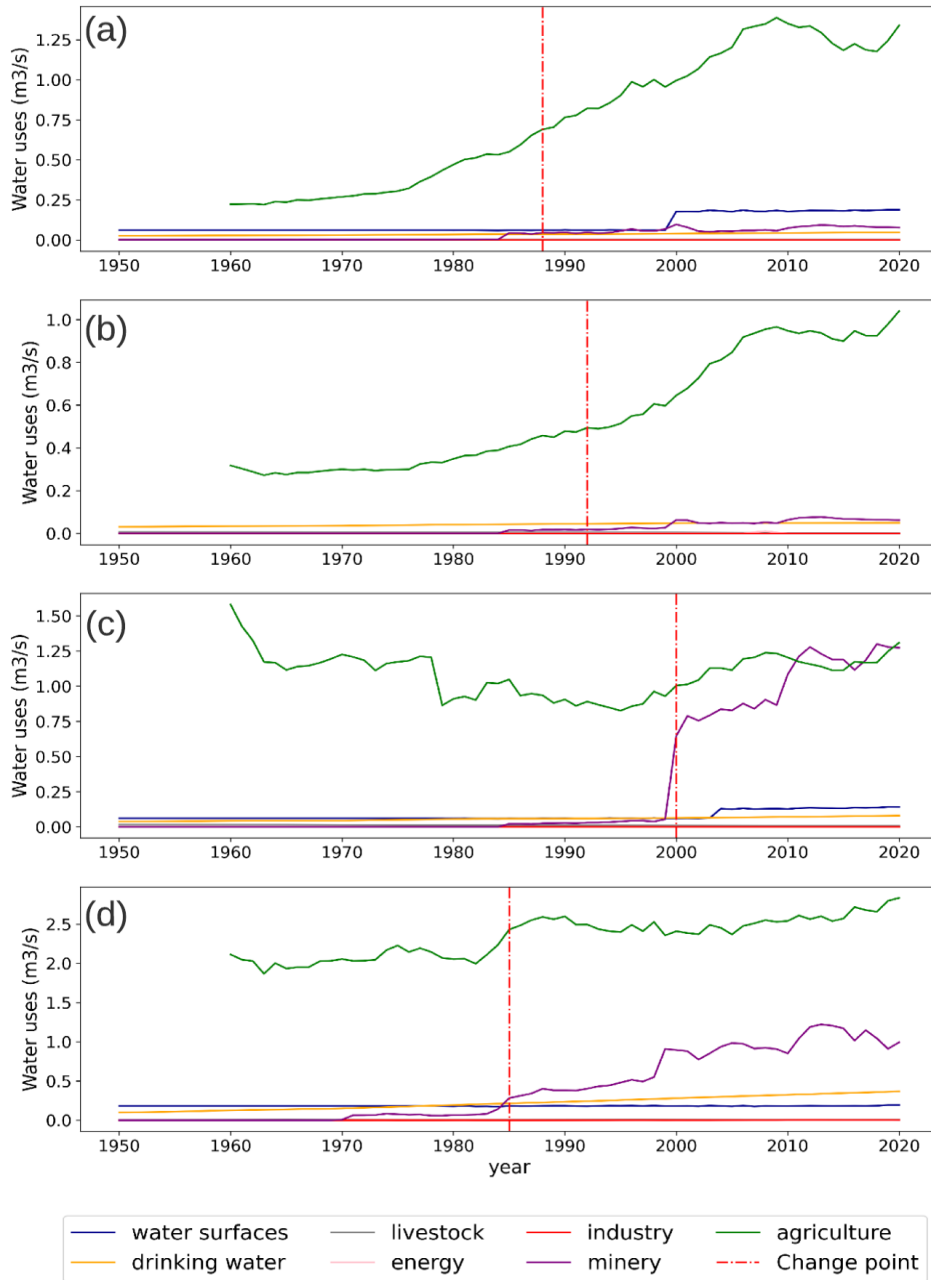 (a)
Water uses (m3/s)
1.25
1.00
0.75
0.50
0.25
0.00
1950 1960 1970 1980 1990 2000 2010 2020
(b)
Water uses (m3/s)
1.0
0.8
0.6
0.4
0.2
0.0
1950 1960 1970 1980 1990 2000 2010 2020
(c)
Water uses (m3/s)
1.50
1.25
1.00
0.75
0.50
0.25
0.00
1950 1960 1970 1980 1990 2000 2010 2020
(d)
Water uses (m3/s)
2.5
2.0
1.5
1.0
0.5
0.0
1950 1960 1970 1980 1990 2000 2010 2020
year
water surfaces livestock industry agriculture
drinking water energy minery Change point